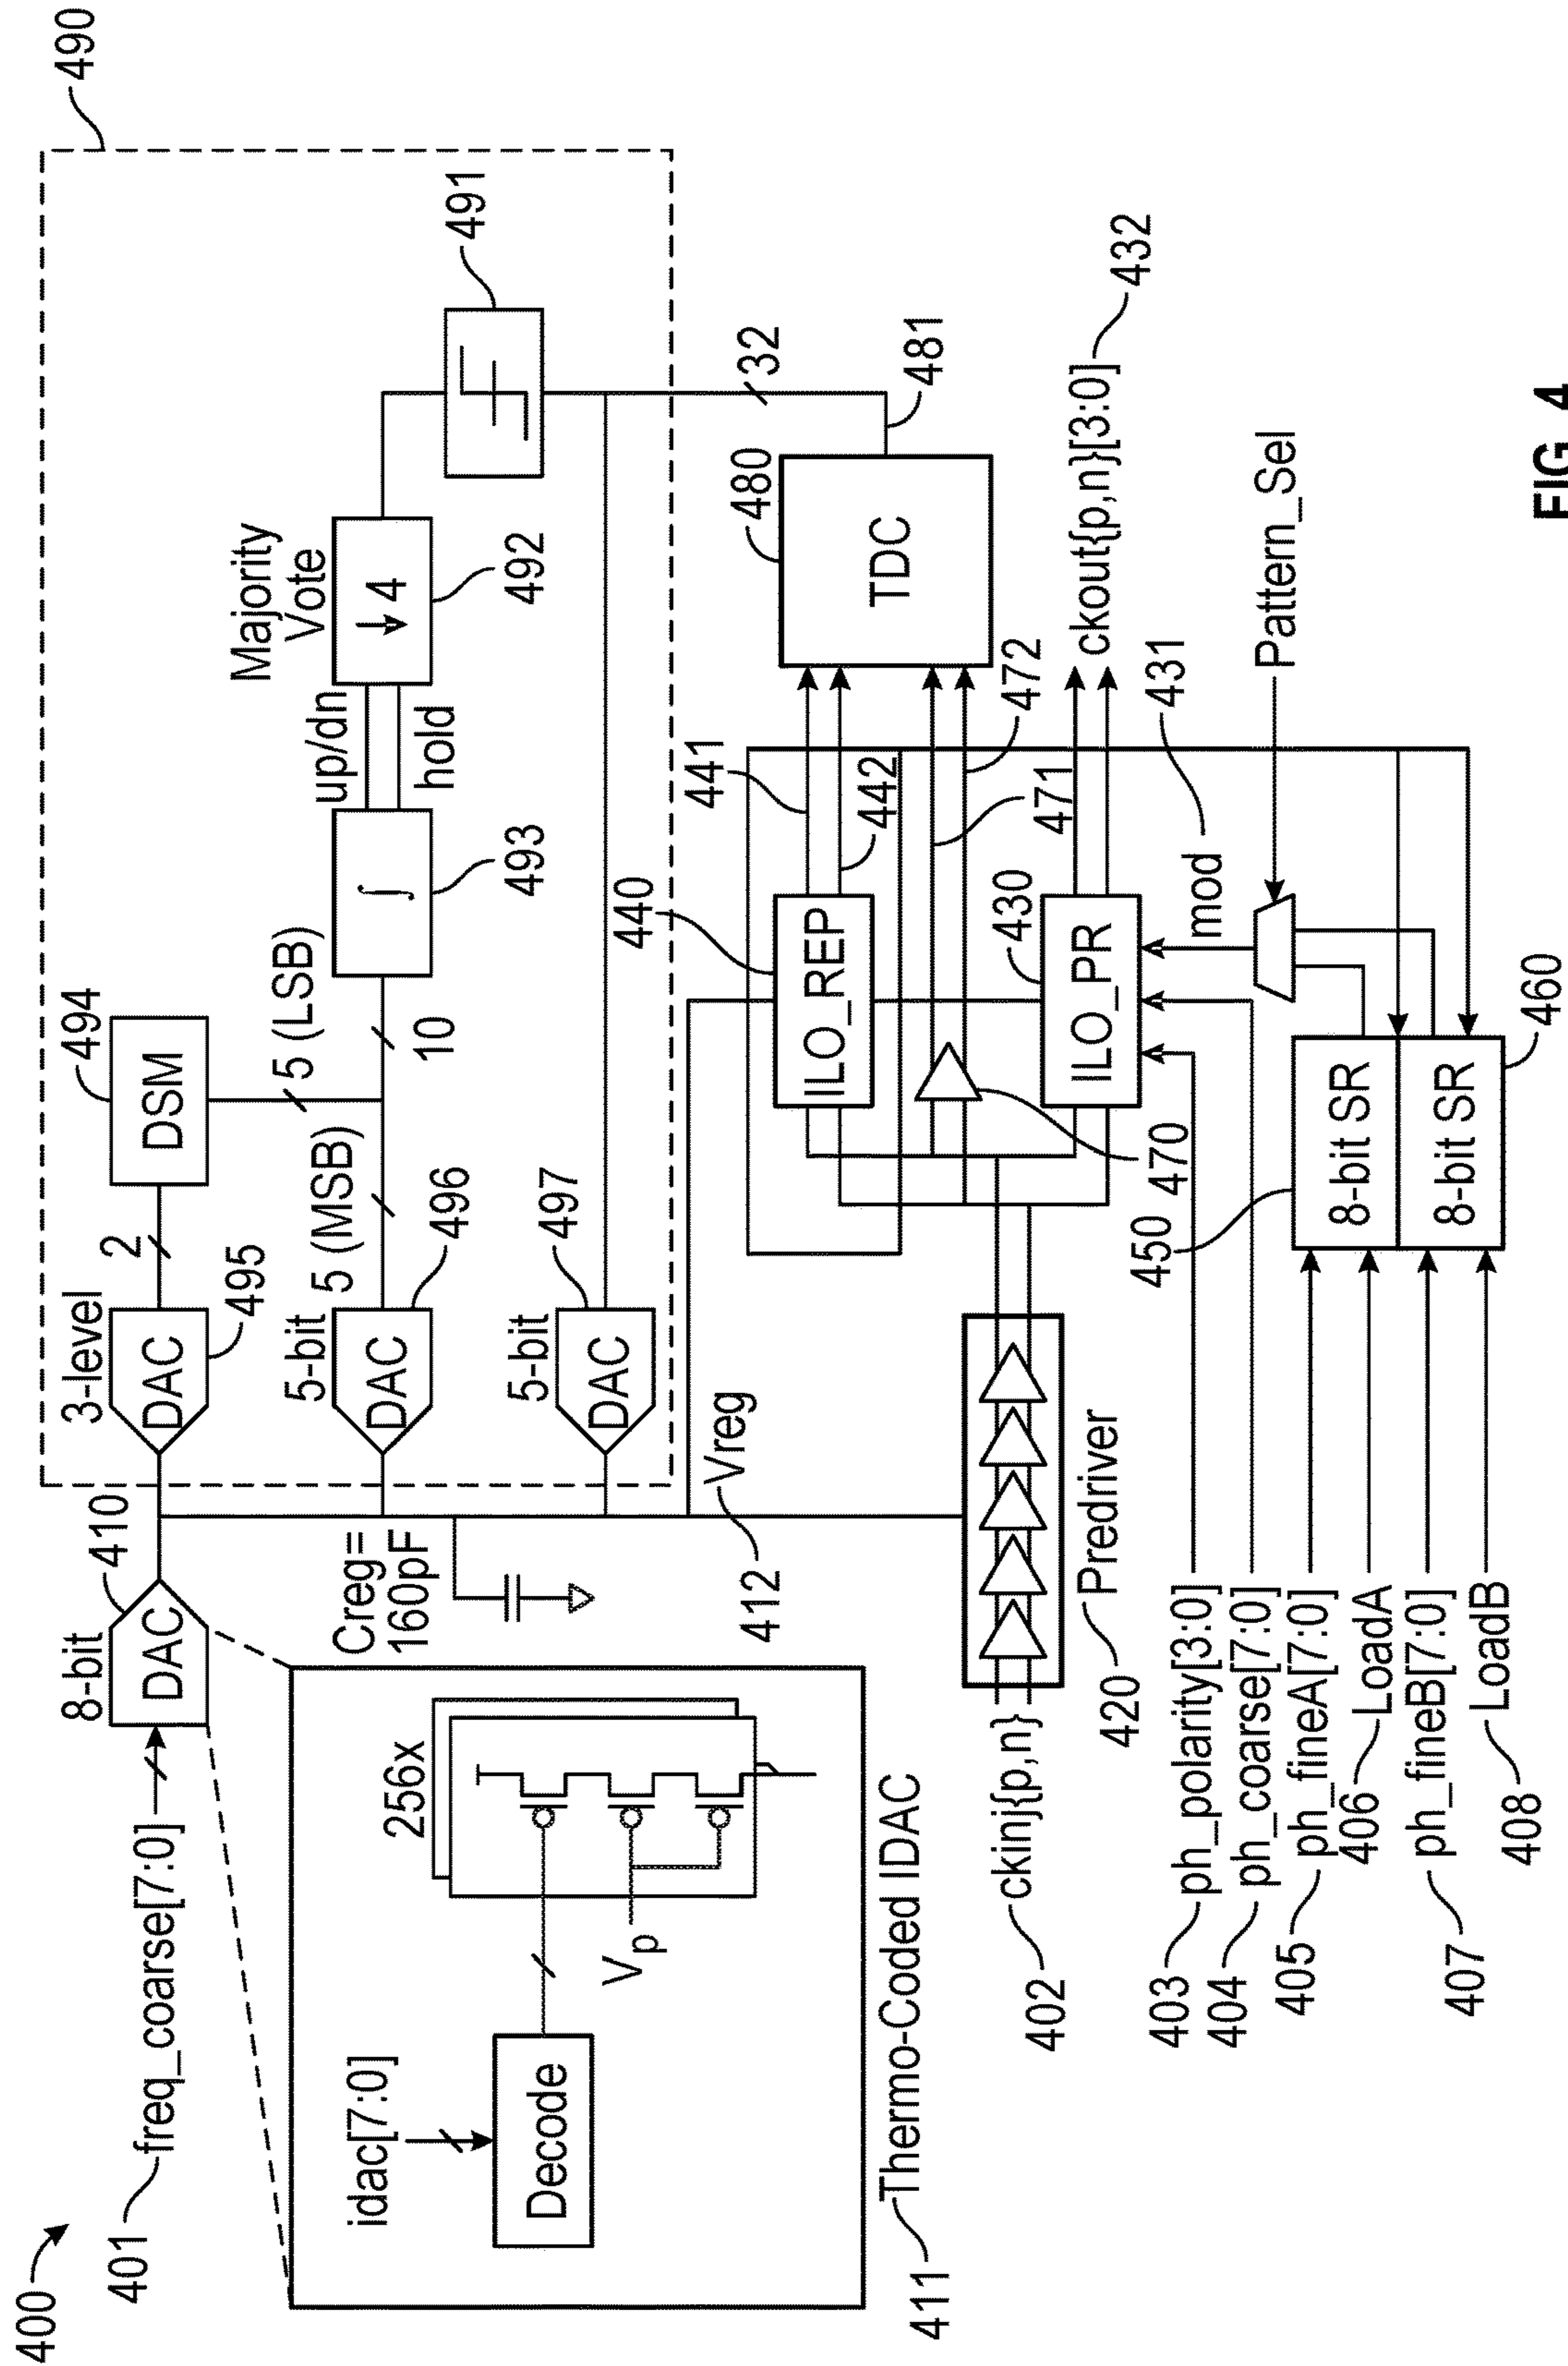 400
401
freq_coarse[7:0]
8-bit
DAC
410
3-level
DAC
495
2
494
DSM
490
5 (LSB)
5 (MSB)
10
5-bit
DAC
496
493
∫
up/dn
hold
Majority
Vote
↓4
492
491
5-bit
DAC
497
32
481
Creg=
160pF
Vreg
412
idac[7:0]
Decode
256x
Vp
Thermo-Coded IDAC
411
ckinj{p,n}
402
Predriver
420
440
ILO_REP
441
442
470
471
472
480
TDC
430
ILO_PR
ckout{p,n}[3:0]
432
mod
431
Pattern_Sel
403
ph_polarity[3:0]
404
ph_coarse[7:0]
405
ph_fineA[7:0]
406
LoadA
407
ph_fineB[7:0]
408
LoadB
450
8-bit SR
8-bit SR
460
FIG. 4